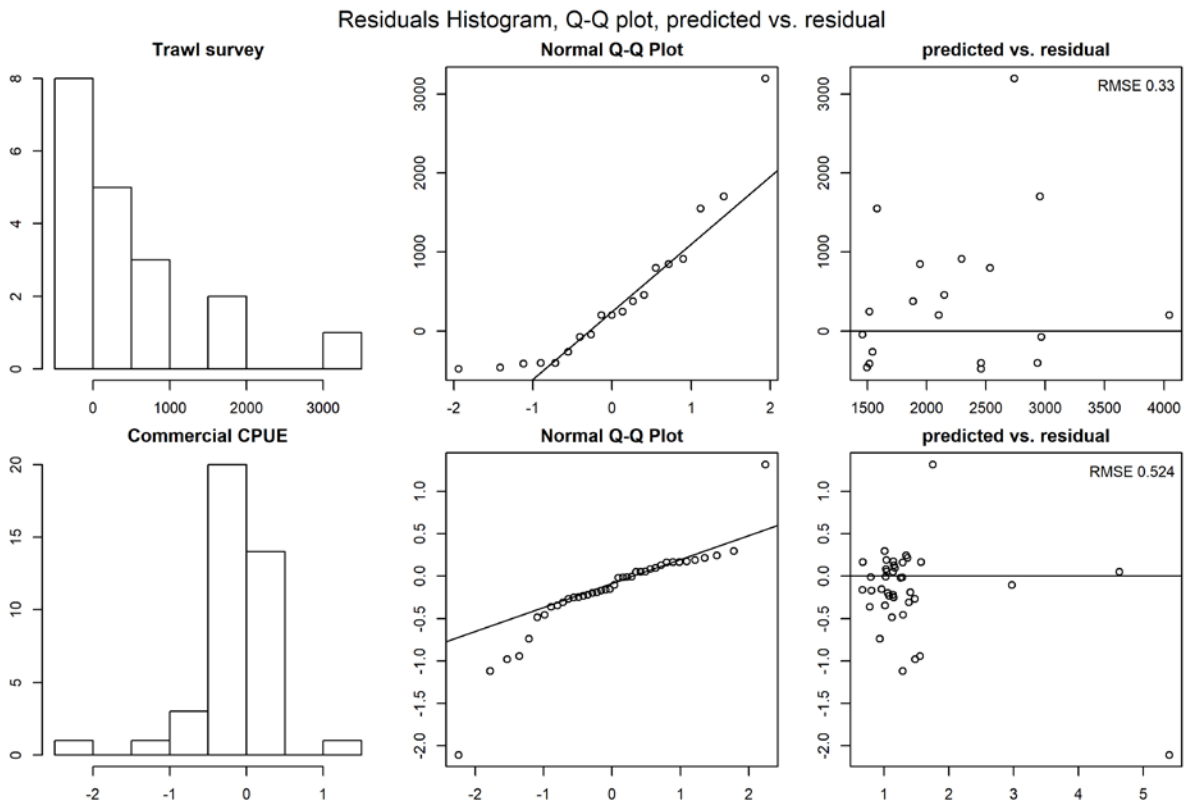 Residuals Histogram, Q-Q plot, predicted vs. residual
Trawl survey
Normal Q-Q Plot
predicted vs. residual
8
6
4
2
0
0 1000 2000 3000
3000
2000
1000
0
-2 -1 0 1 2
RMSE 0.33
3000
2000
1000
0
1500 2000 2500 3000 3500 4000
Commercial CPUE
Normal Q-Q Plot
predicted vs. residual
20
15
10
5
0
-2 -1 0 1
1.0
0.5
0.0
-0.5
-1.0
-1.5
-2.0
-2 -1 0 1 2
RMSE 0.524
1.0
0.5
0.0
-0.5
-1.0
-1.5
-2.0
1 2 3 4 5